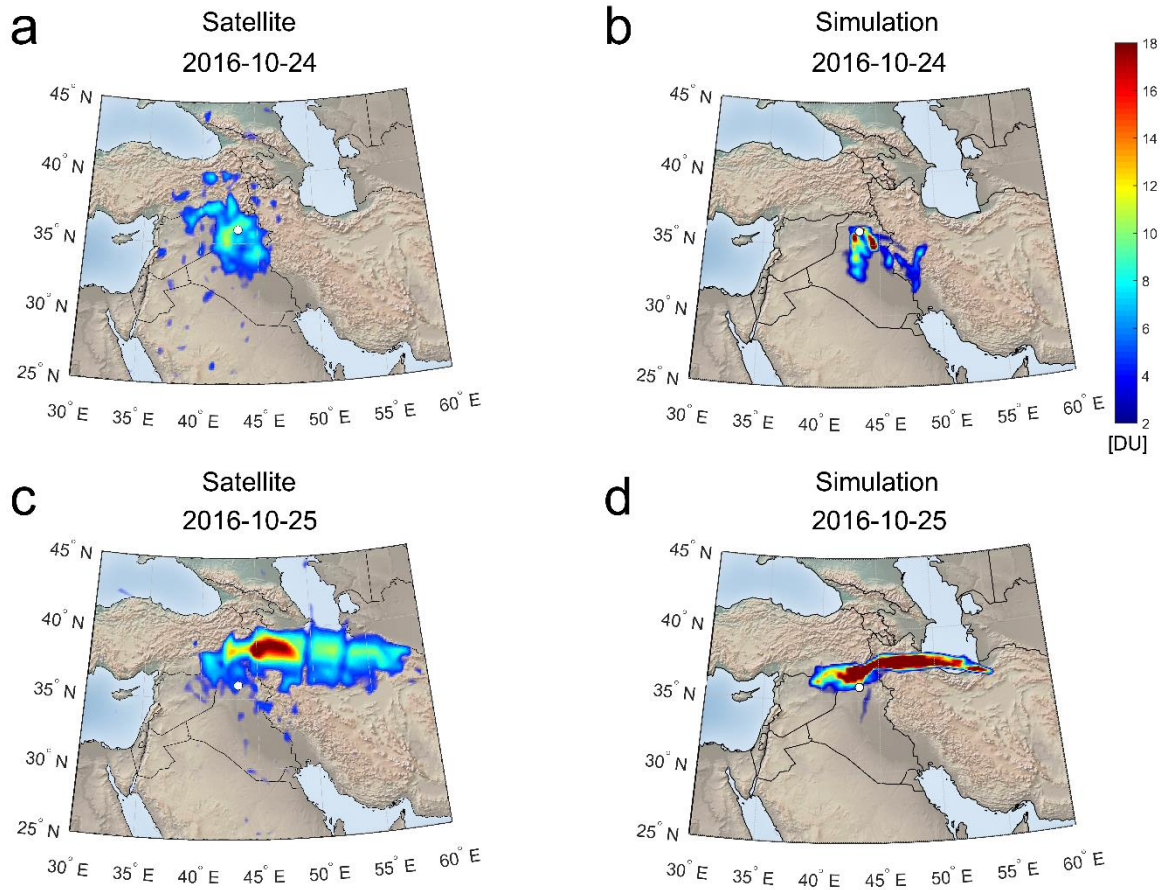 a
Satellite
2016-10-24
45° N
40° N
35° N
30° N
25° N
30° E
35° E
40° E
45° E
50° E
55° E
60° E
b
Simulation
2016-10-24
45° N
40° N
35° N
30° N
25° N
30° E
35° E
40° E
45° E
50° E
55° E
60° E
18
16
14
12
10
8
6
4
2
[DU]
c
Satellite
2016-10-25
45° N
40° N
35° N
30° N
25° N
30° E
35° E
40° E
45° E
50° E
55° E
60° E
d
Simulation
2016-10-25
45° N
40° N
35° N
30° N
25° N
30° E
35° E
40° E
45° E
50° E
55° E
60° E